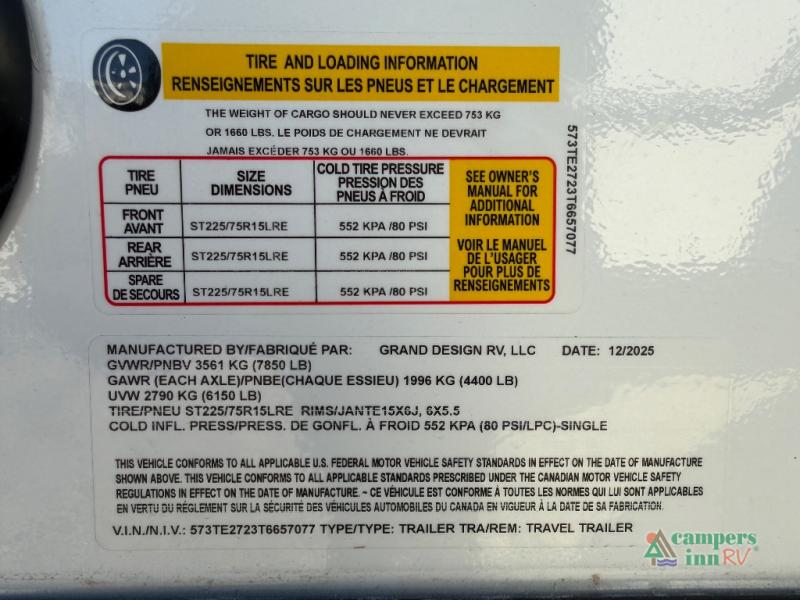 TIRE AND LOADING INFORMATION
RENSEIGNEMENTS SUR LES PNEUS ET LE CHARGEMENT
THE WEIGHT OF CARGO SHOULD NEVER EXCEED 753 KG
OR 1660 LBS. LE POIDS DE CHARGEMENT NE DEVRAIT
JAMAIS EXCÉDER 753 KG OU 1660 LBS.
TIRE
PNEU
SIZE
DIMENSIONS
COLD TIRE PRESSURE
PRESSION DES
PNEUS À FROID
FRONT
AVANT
ST225/75R15LRE
552 KPA /80 PSI
REAR
ARRIÈRE
ST225/75R15LRE
552 KPA /80 PSI
SPARE
DE SECOURS
ST225/75R15LRE
552 KPA /80 PSI
SEE OWNER'S
MANUAL FOR
ADDITIONAL
INFORMATION
VOIR LE MANUEL
DE L'USAGER
POUR PLUS DE
RENSEIGNEMENTS
573TE2723T6657077
MANUFACTURED BY/FABRIQUÉ PAR: GRAND DESIGN RV, LLC DATE: 12/2025
GVWR/PNBV 3561 KG (7850 LB)
GAWR (EACH AXLE)/PNBE(CHAQUE ESSIEU) 1996 KG (4400 LB)
UVW 2790 KG (6150 LB)
TIRE/PNEU ST225/75R15LRE RIMS/JANTE15X6J, 6X5.5
COLD INFL. PRESS/PRESS. DE GONFL. À FROID 552 KPA (80 PSI/LPC)-SINGLE
THIS VEHICLE CONFORMS TO ALL APPLICABLE U.S. FEDERAL MOTOR VEHICLE SAFETY STANDARDS IN EFFECT ON THE DATE OF MANUFACTURE
SHOWN ABOVE. THIS VEHICLE CONFORMS TO ALL APPLICABLE STANDARDS PRESCRIBED UNDER THE CANADIAN MOTOR VEHICLE SAFETY
REGULATIONS IN EFFECT ON THE DATE OF MANUFACTURE. ~ CE VÉHICULE EST CONFORME À TOUTES LES NORMES QUI LUI SONT APPLICABLES
EN VERTU DU RÈGLEMENT SUR LA SÉCURITÉ DES VÉHICULES AUTOMOBILES DU CANADA EN VIGUEUR À LA DATE DE SA FABRICATION.
V.I.N./N.I.V.: 573TE2723T6657077 TYPE/TYPE: TRAILER TRA/REM: TRAVEL TRAILER
campers
inn RV